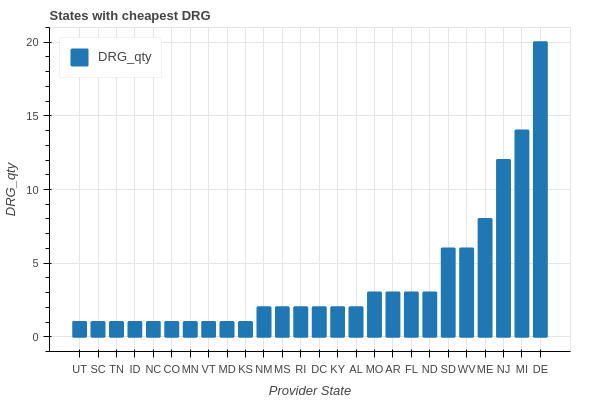 States with cheapest DRG
DRG_qty
20
15
10
5
0
DRG_qty
UT SC TN ID NC CO MN VT MD KS NM MS RI DC KY AL MO AR FL ND SD WV ME NJ MI DE
Provider State